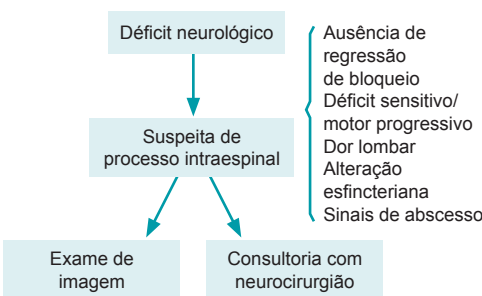 Déficit neurológico
Suspeita de
processo intraespinal
Ausência de
regressão
de bloqueio
Déficit sensitivo/
motor progressivo
Dor lombar
Alteração
esfincteriana
Sinais de abscesso
Exame de
imagem
Consultoria com
neurocirurgião